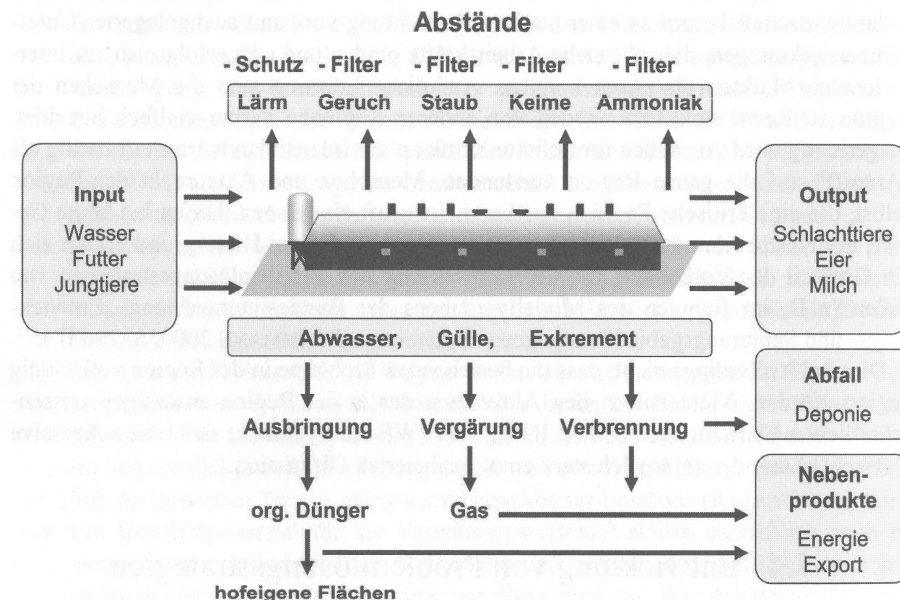 Abstände
- Schutz - Filter - Filter - Filter - Filter
Lärm Geruch Staub Keime Ammoniak
Input
Wasser
Futter
Jungtiere
Output
Schlachttiere
Eier
Milch
Abwasser, Gülle, Exkrement
Ausbringung Vergärung Verbrennung
Abfall
Deponie
org. Dünger Gas
Neben-
produkte
Energie
Export
hofeigene Flächen